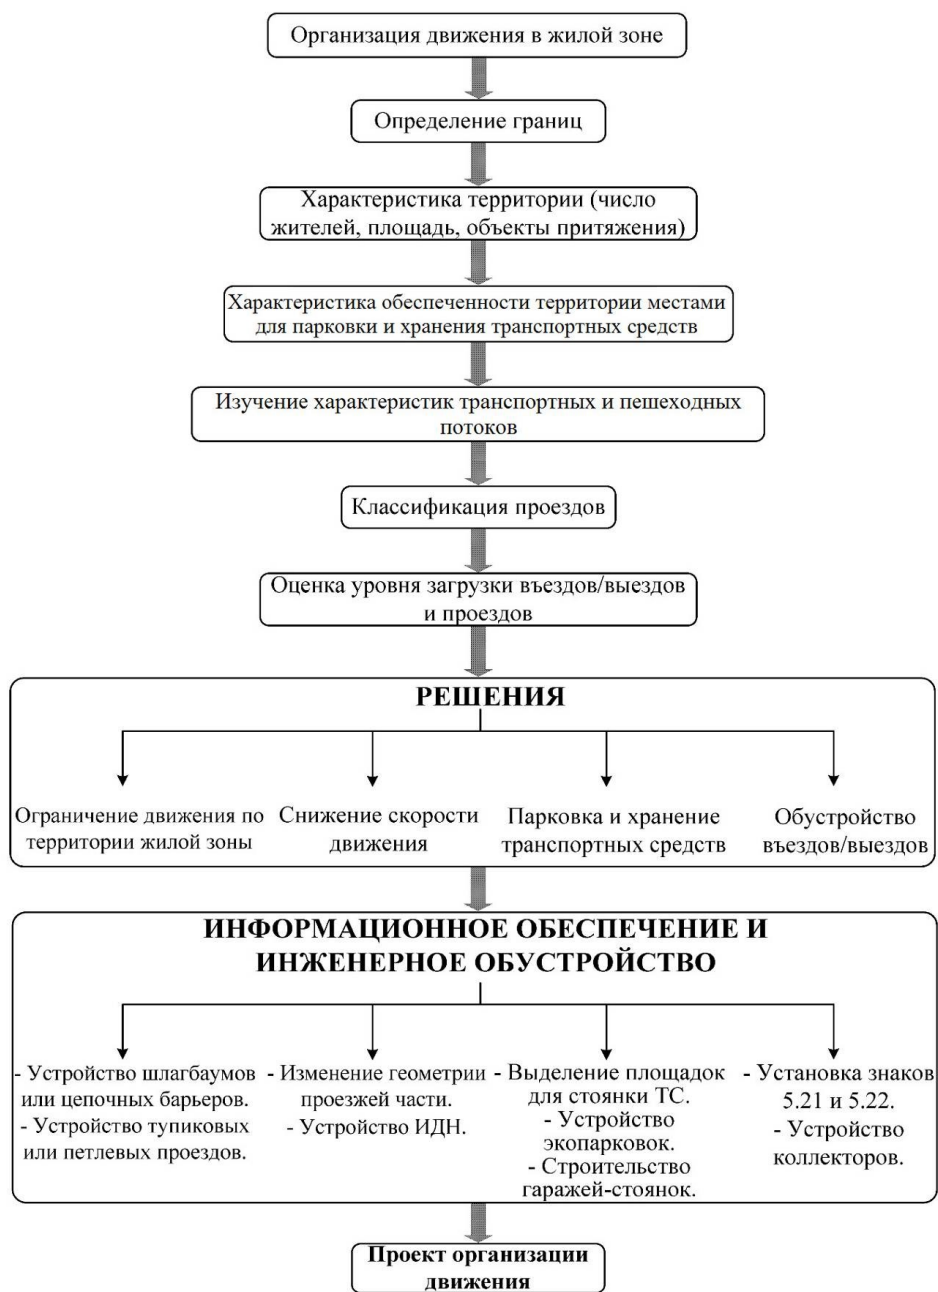 Организация движения в жилой зоне
Определение границ
Характеристика территории (число
жителей, площадь, объекты притяжения)
Характеристика обеспеченности территории местами
для парковки и хранения транспортных средств
Изучение характеристик транспортных и пешеходных
потоков
Классификация проездов
Оценка уровня загрузки въездов/выездов
и проездов
РЕШЕНИЯ
Ограничение движения по
территории жилой зоны
Снижение скорости
движения
Парковка и хранение
транспортных средств
Обустройство
въездов/выездов
ИНФОРМАЦИОННОЕ ОБЕСПЕЧЕНИЕ И
ИНЖЕНЕРНОЕ ОБУСТРОЙСТВО
- Устройство шлагбаумов
или цепочных барьеров.
- Устройство тупиковых
или петлевых проездов.
- Изменение геометрии
проезжей части.
- Устройство ИДН.
- Выделение площадок
для стоянки ТС.
- Устройство
экопарковок.
- Строительство
гаражей-стоянок.
- Установка знаков
5.21 и 5.22.
- Устройство
коллекторов.
Проект организации
движения